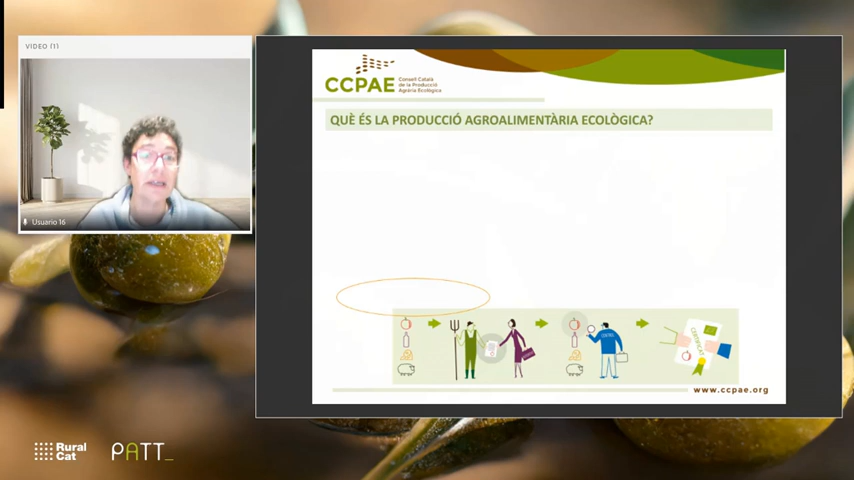 VIDEO (1)
Usuario 16
CCPAE
Consell Català
de la Producció
Agrària Ecològica
QUÈ ÉS LA PRODUCCIÓ AGROALIMENTÀRIA ECOLÒGICA?
CERTIFICAT
www.ccpae.org
Rural
Cat
PATT_